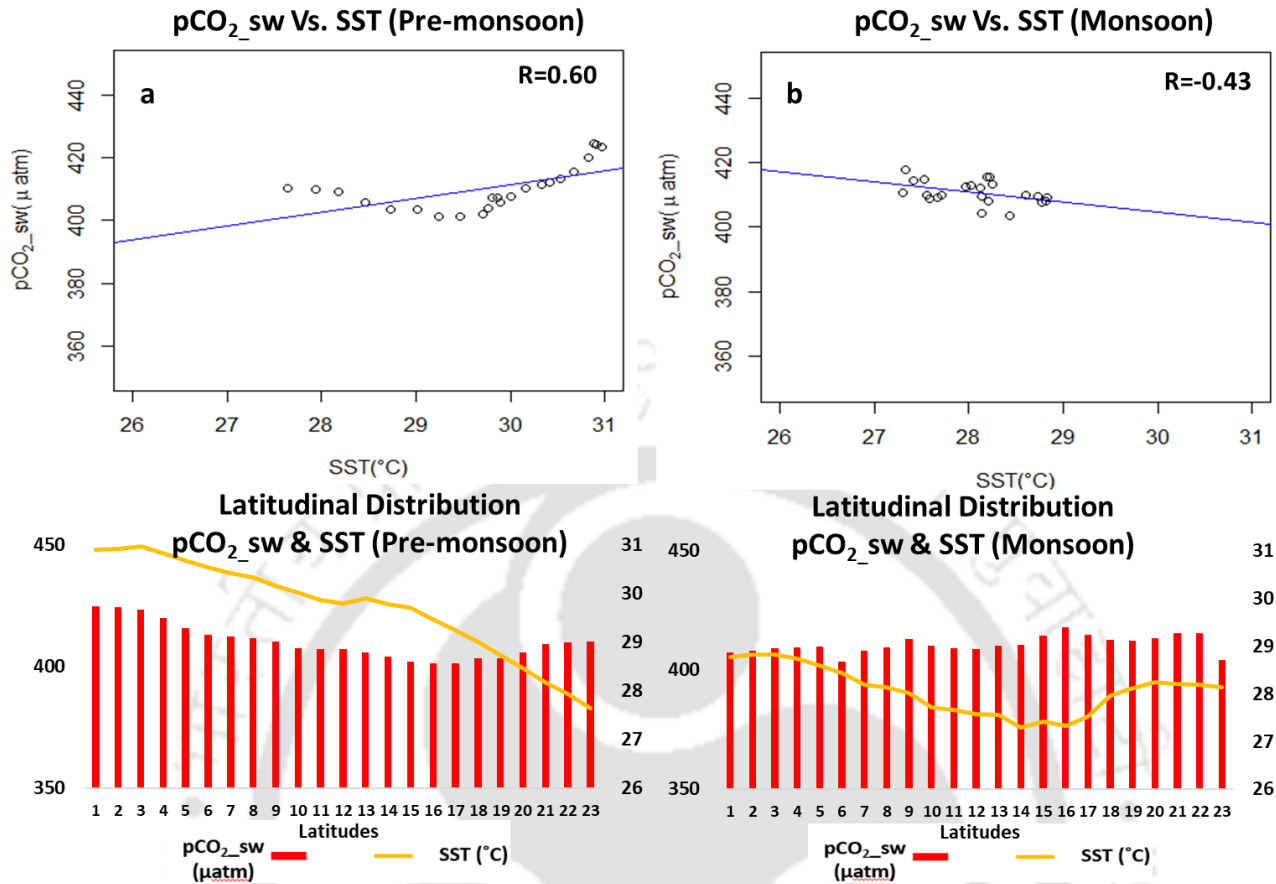 pCO₂_sw Vs. SST (Pre-monsoon)
a
R=0.60
pCO₂_sw( μ atm)
440
420
400
380
360
26 27 28 29 30 31
SST(°C)
pCO₂_sw Vs. SST (Monsoon)
b
R=-0.43
pCO₂_sw( μ atm)
440
420
400
380
360
26 27 28 29 30 31
SST(°C)
Latitudinal Distribution
pCO₂_sw & SST (Pre-monsoon)
450
400
350
31
30
29
28
27
26
1 2 3 4 5 6 7 8 9 10 11 12 13 14 15 16 17 18 19 20 21 22 23
Latitudes
pCO₂_sw
(µatm)
SST (°C)
Latitudinal Distribution
pCO₂_sw & SST (Monsoon)
450
400
350
31
30
29
28
27
26
1 2 3 4 5 6 7 8 9 10 11 12 13 14 15 16 17 18 19 20 21 22 23
Latitudes
pCO₂_sw
(µatm)
SST (°C)